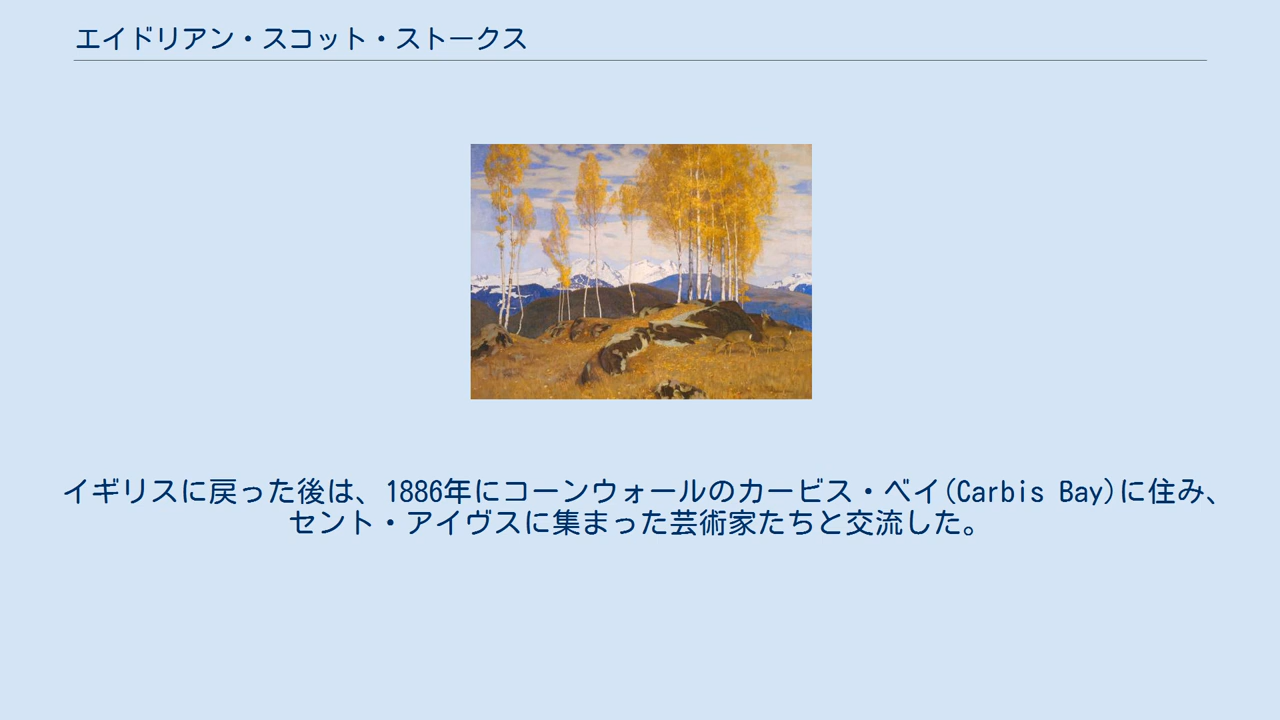 エイドリアン・スコット・ストークス
イギリスに戻った後は、1886年にコーンウォールのカービス・ベイ(Carbis Bay)に住み、
セント・アイヴスに集まった芸術家たちと交流した。